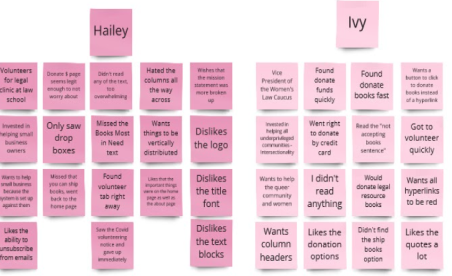 Hailey
Volunteers
for legal
clinic at law
school
Donate $ page
seems legit
enough to not
worry about
Didn't read
any of the text,
too
overwhelming
Hated the
columns all
the way
across
Wishes that
the mission
statement was
more broken
up
Invested in
helping small
business
owners
Only saw
drop
boxes
Missed the
Books Most
in Need
text
Wants
things to be
vertically
distributed
Dislikes
the logo
Wants to help
small business
because the
system is set up
against them
Missed that
you can ship
books, went
back to the
home page
Found
volunteer
tab right
away
Likes that the
important things
were on the home
page as well as
the about page
Dislikes
the title
font
Likes the
ability to
unsubscribe
from emails
Saw the Covid
volunteering
notice and
gave up
immediately
Dislikes
the text
blocks
Ivy
Vice
President of
the Women's
Law Caucus
Found
donate
funds
quickly
Found
donate
books fast
Wants a
button to click
to donate
books instead
of a hyperlink
Invested in
helping all
underprivileged
communities -
intersectionality
Went right
to donate
by credit
card
Read the "not
accepting
books
sentence"
Got to
volunteer
quickly
Wants to help
the queer
community
and women
I didn't
read
anything
Would
donate legal
resource
books
Wants all
hyperlinks
to be red
Wants
column
headers
Likes the
donation
options
Didn't find
the ship
books
option
Likes the
quotes a
lot